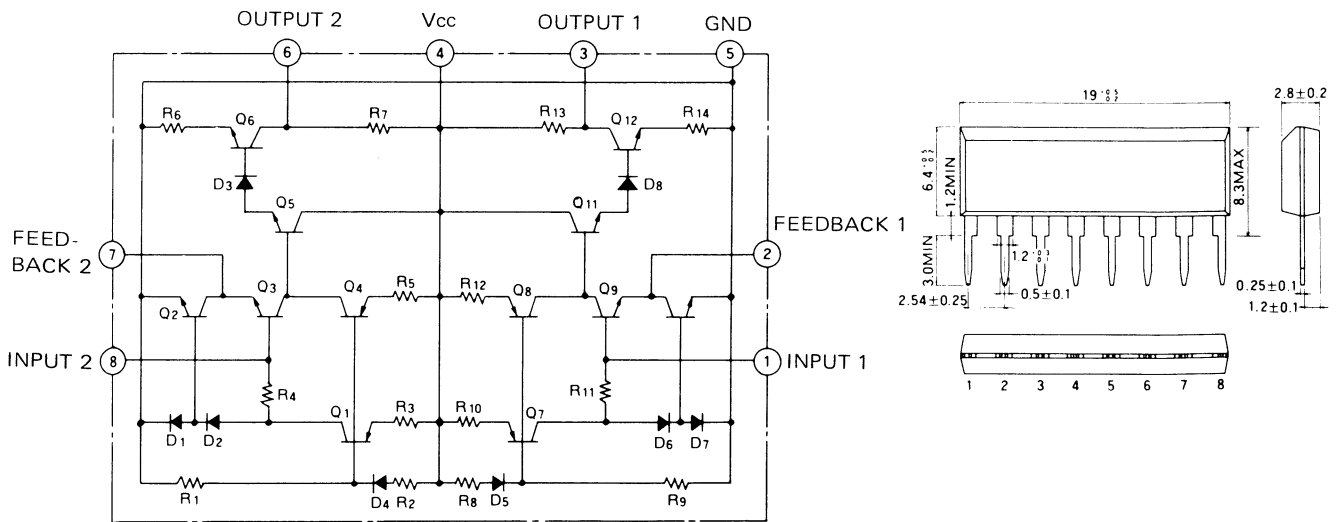 OUTPUT 2 Vcc OUTPUT 1 GND
6 4 3 5
R6 Q6 R7 R13 Q12 R14
D3 D8
Q5 Q11
FEED-
BACK 2
7
FEEDBACK 1
2
Q2 Q3 Q4 R5 R12 Q8 Q9
INPUT 2 8
1 INPUT 1
R4 R11
Q1 R3 R10 Q7
D1 D2 D6 D7
R1 D4 R2 R8 D5 R9
19
2.8±0.2
6.4
1.2MIN
8.3MAX
3.0MIN
1.2
2.54±0.25
0.5±0.1
0.25±0.1
1.2±0.1
1 2 3 4 5 6 7 8